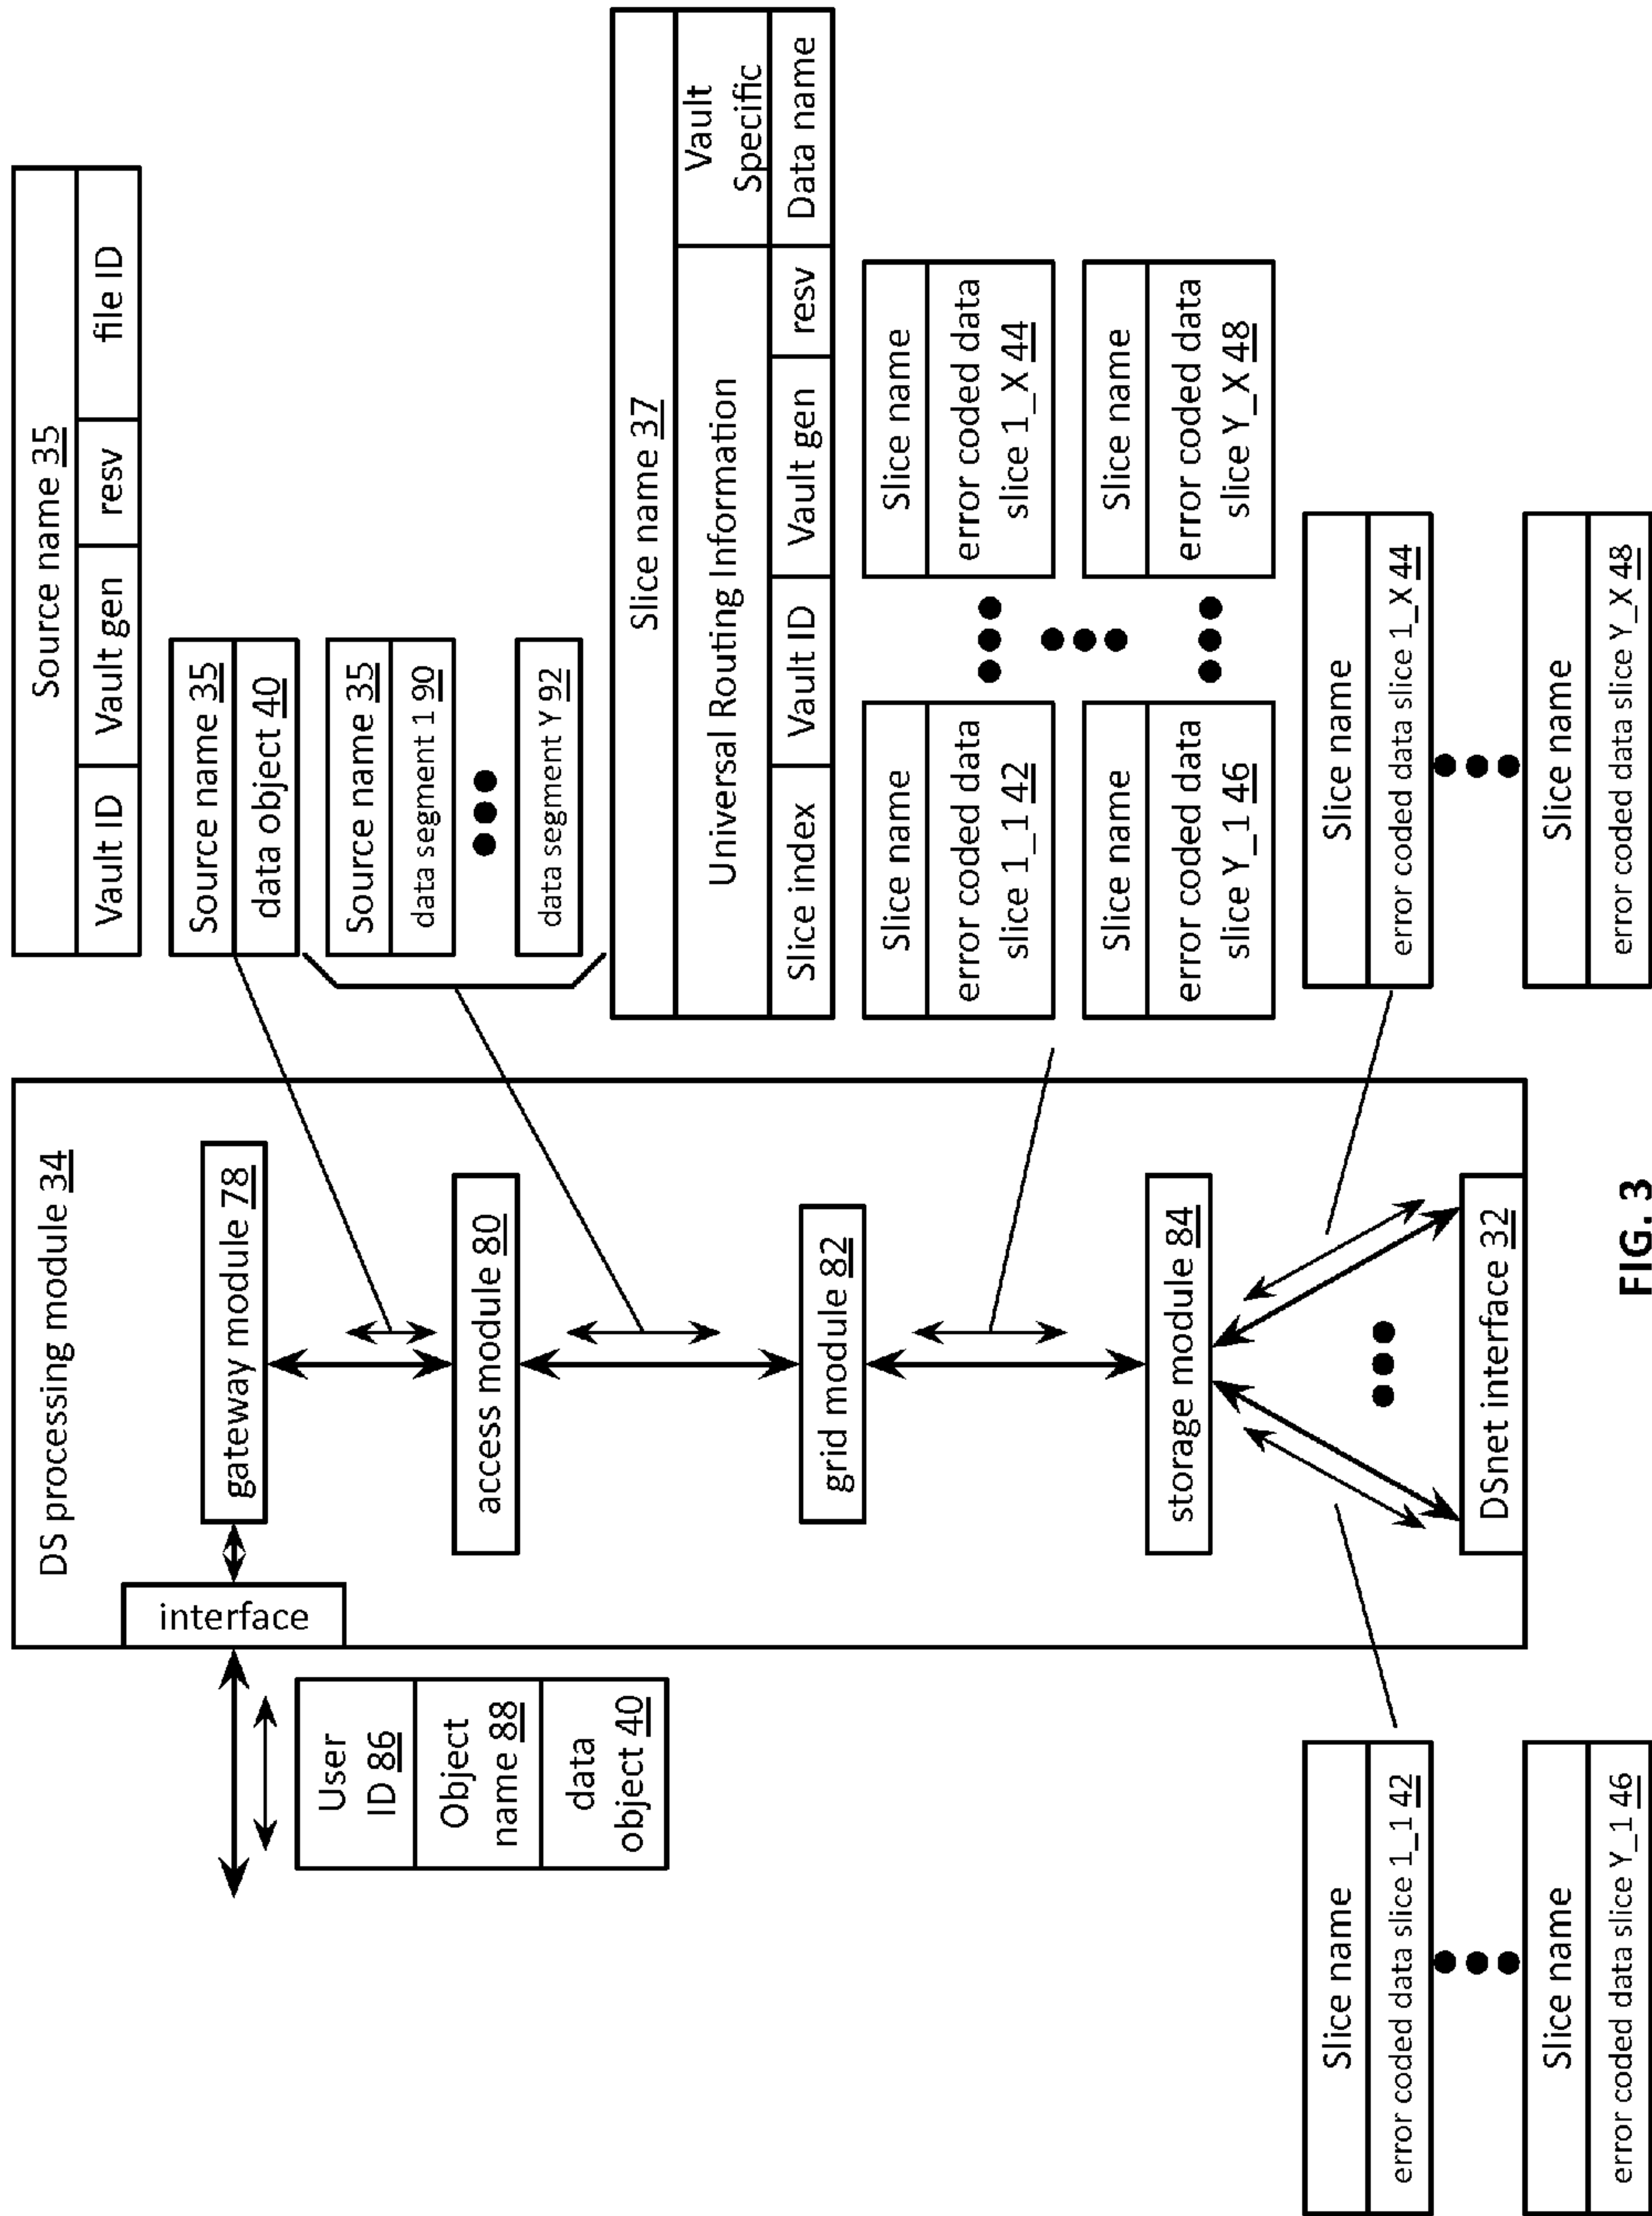 Source name 35
Vault ID
Vault gen
resv
file ID
DS processing module 34
interface
gateway module 78
access module 80
grid module 82
storage module 84
DSnet interface 32
User
ID 86
Object
name 88
data
object 40
Source name 35
data object 40
Source name 35
data segment 1 90
data segment Y 92
Slice name 37
Universal Routing Information
Vault
Specific
Slice index
Vault ID
Vault gen
resv
Data name
Slice name
error coded data
slice 1_1 42
Slice name
error coded data
slice 1_X 44
Slice name
error coded data
slice Y_1 46
Slice name
error coded data
slice Y_X 48
Slice name
error coded data slice 1_1 42
Slice name
error coded data slice Y_1 46
Slice name
error coded data slice 1_X 44
Slice name
error coded data slice Y_X 48
FIG. 3